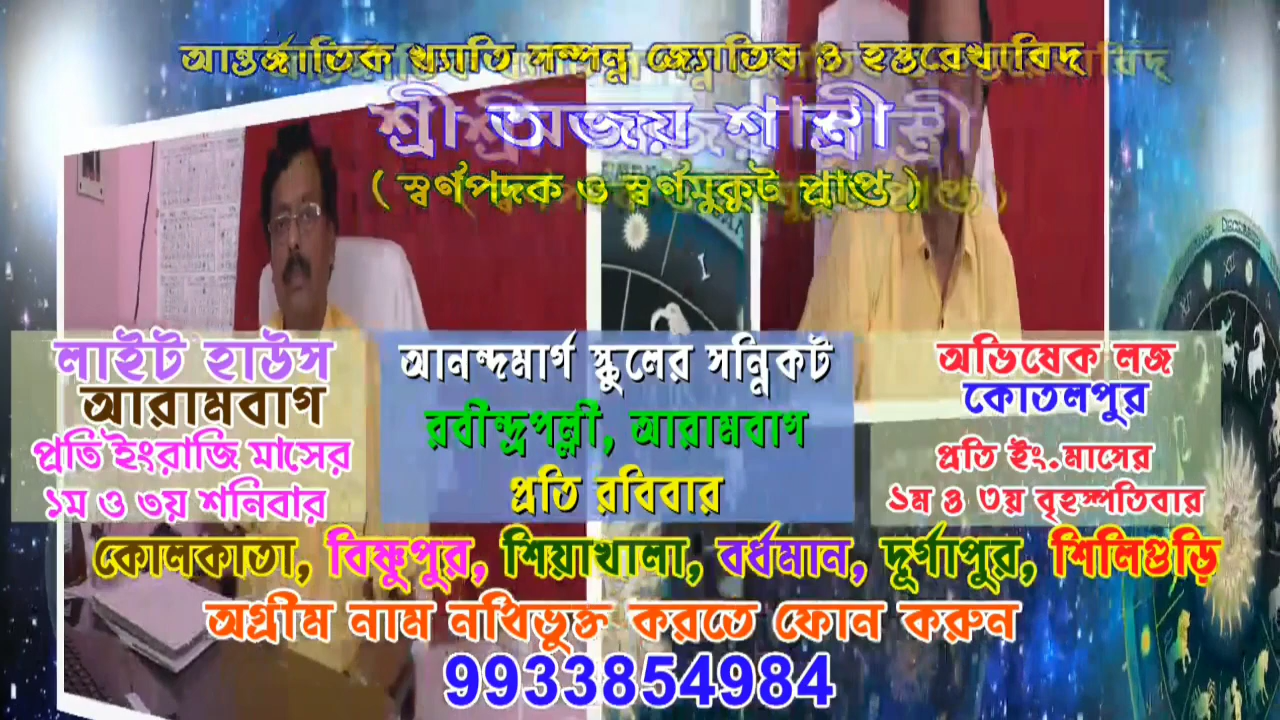 আন্তর্জাতিক খ্যাতি সম্পন্ন জ্যোতিষ ও হস্তরেখাবিদ
শ্রী অজয় শাস্ত্রী
( স্বর্ণপদক ও স্বর্ণমুকুট প্রাপ্ত )
লাইট হাউস
আরামবাগ
প্রতি ইংরাজি মাসের
১ম ও ৩য় শনিবার
আনন্দমার্গ স্কুলের সন্নিকট
রবীন্দ্রপল্লী, আরামবাগ
প্রতি রবিবার
অভিষেক লজ
কোতলপুর
প্রতি ইং.মাসের
১ম ও ৩য় বৃহস্পতিবার
কোলকাতা, বিষ্ণুপুর, শিয়াখালা, বর্ধমান, দুর্গাপুর, শিলিগুড়ি
অগ্রীম নাম নথিভুক্ত করতে ফোন করুন
9933854984